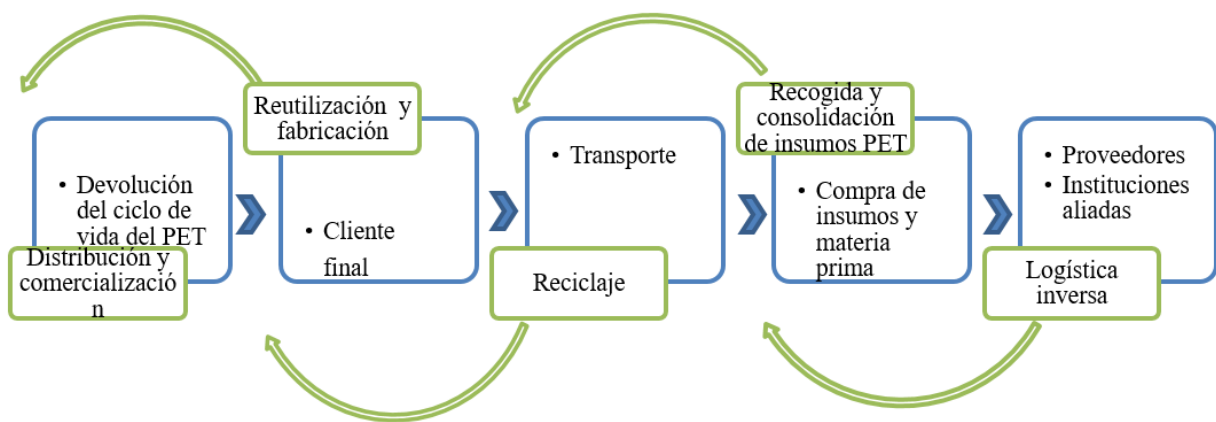 • Devolución
del ciclo de
vida del PET
Distribución y
comercializació
n
Reutilización y
fabricación
• Cliente
final
• Transporte
Reciclaje
Recogida y
consolidación
de insumos PET
• Compra de
insumos y
materia
prima
• Proveedores
• Instituciones
aliadas
Logística
inversa